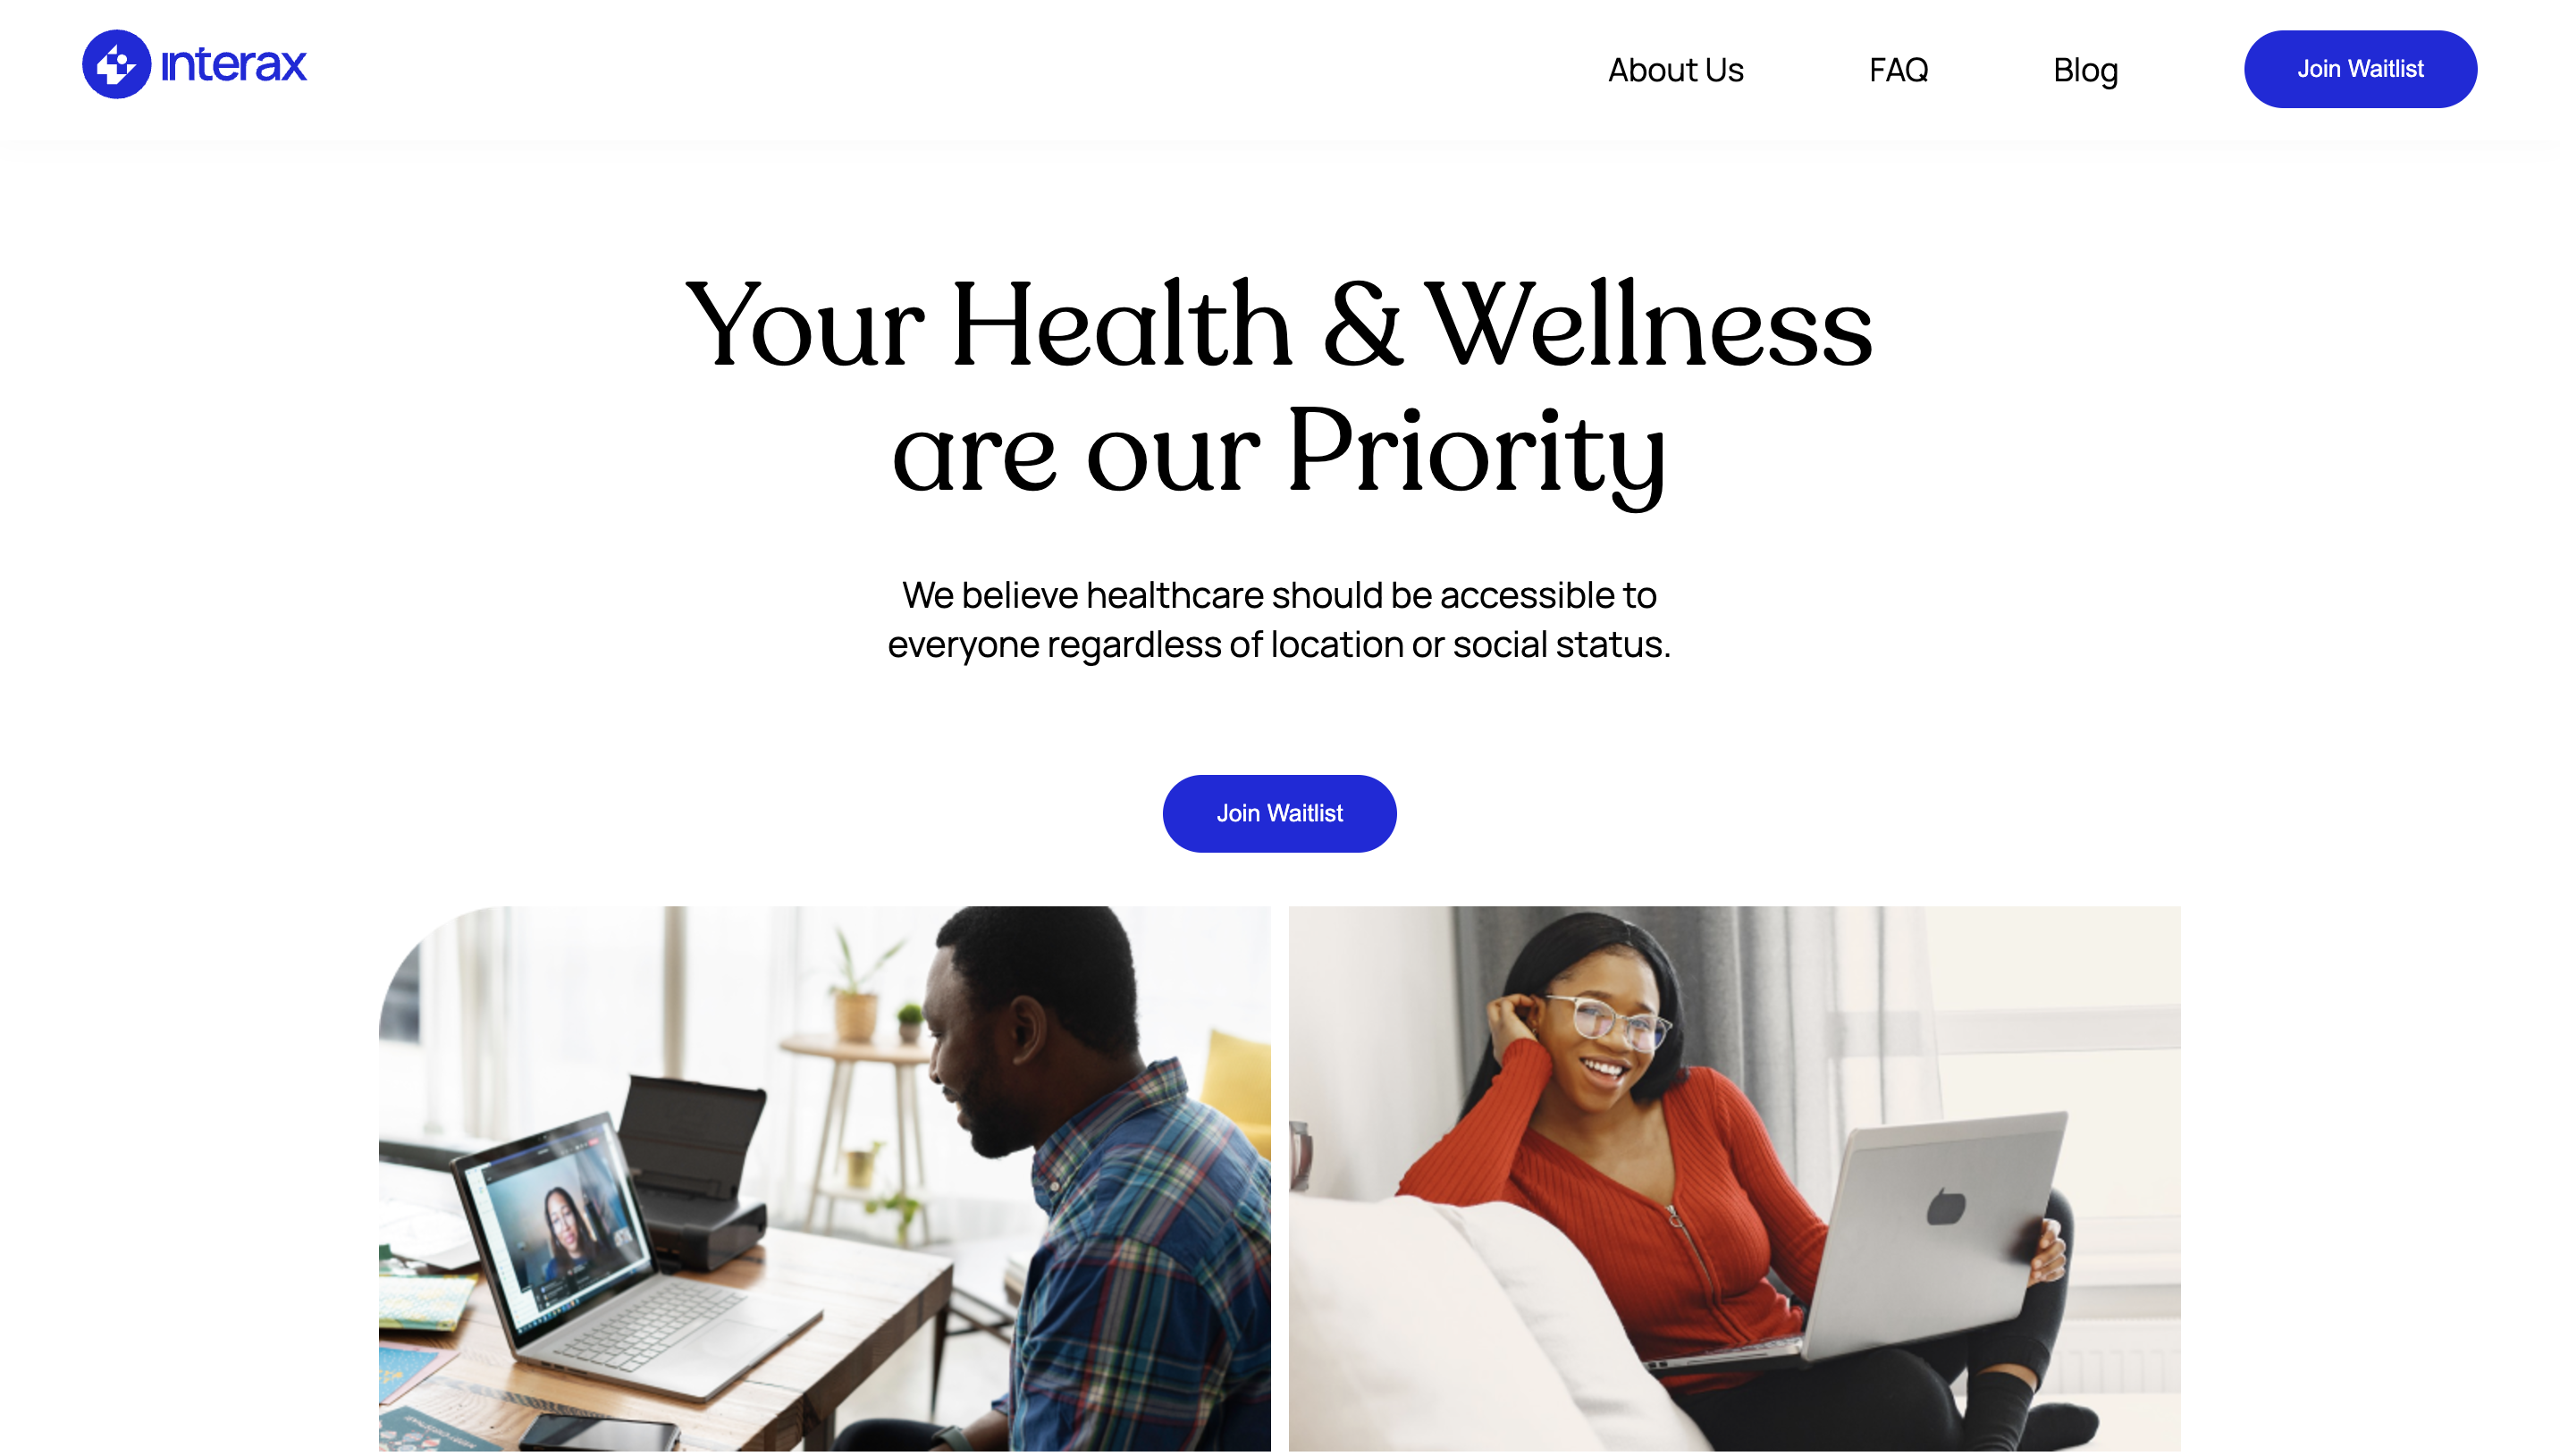 interax
About Us
FAQ
Blog
Join Waitlist
Your Health & Wellness
are our Priority
We believe healthcare should be accessible to
everyone regardless of location or social status.
Join Waitlist